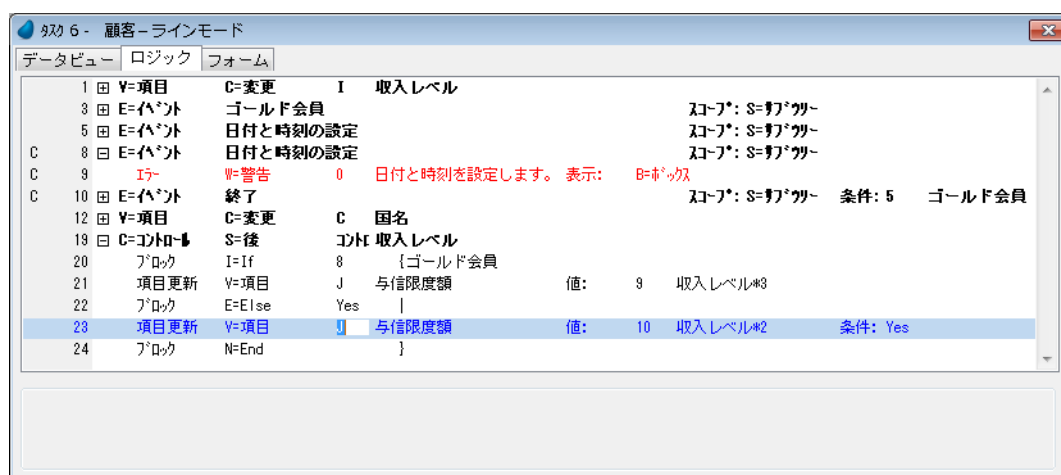 ﾀｽｸ 6 - 顧客－ラインモード
データビュー ロジック フォーム
1 V=項目 C=変更 I 収入レベル
3 E=ｲﾍﾞﾝﾄ ゴールド会員 ｽｺｰﾌﾟ: S=ｻﾌﾞﾂﾘｰ
5 E=ｲﾍﾞﾝﾄ 日付と時刻の設定 ｽｺｰﾌﾟ: S=ｻﾌﾞﾂﾘｰ
C 8 E=ｲﾍﾞﾝﾄ 日付と時刻の設定 ｽｺｰﾌﾟ: S=ｻﾌﾞﾂﾘｰ
C 9 ｴﾗｰ W=警告 0 日付と時刻を設定します。 表示: B=ﾎﾞｯｸｽ
C 10 E=ｲﾍﾞﾝﾄ 終了 ｽｺｰﾌﾟ: S=ｻﾌﾞﾂﾘｰ 条件: 5 ゴールド会員
12 V=項目 C=変更 C 国名
19 C=ｺﾝﾄﾛｰﾙ S=後 ｺﾝﾄﾛ 収入レベル
20 ﾌﾞﾛｯｸ I=If 8 {ゴールド会員
21 項目更新 V=項目 J 与信限度額 値: 9 収入レベル*3
22 ﾌﾞﾛｯｸ E=Else Yes |
23 項目更新 V=項目 J 与信限度額 値: 10 収入レベル*2 条件: Yes
24 ﾌﾞﾛｯｸ N=End }